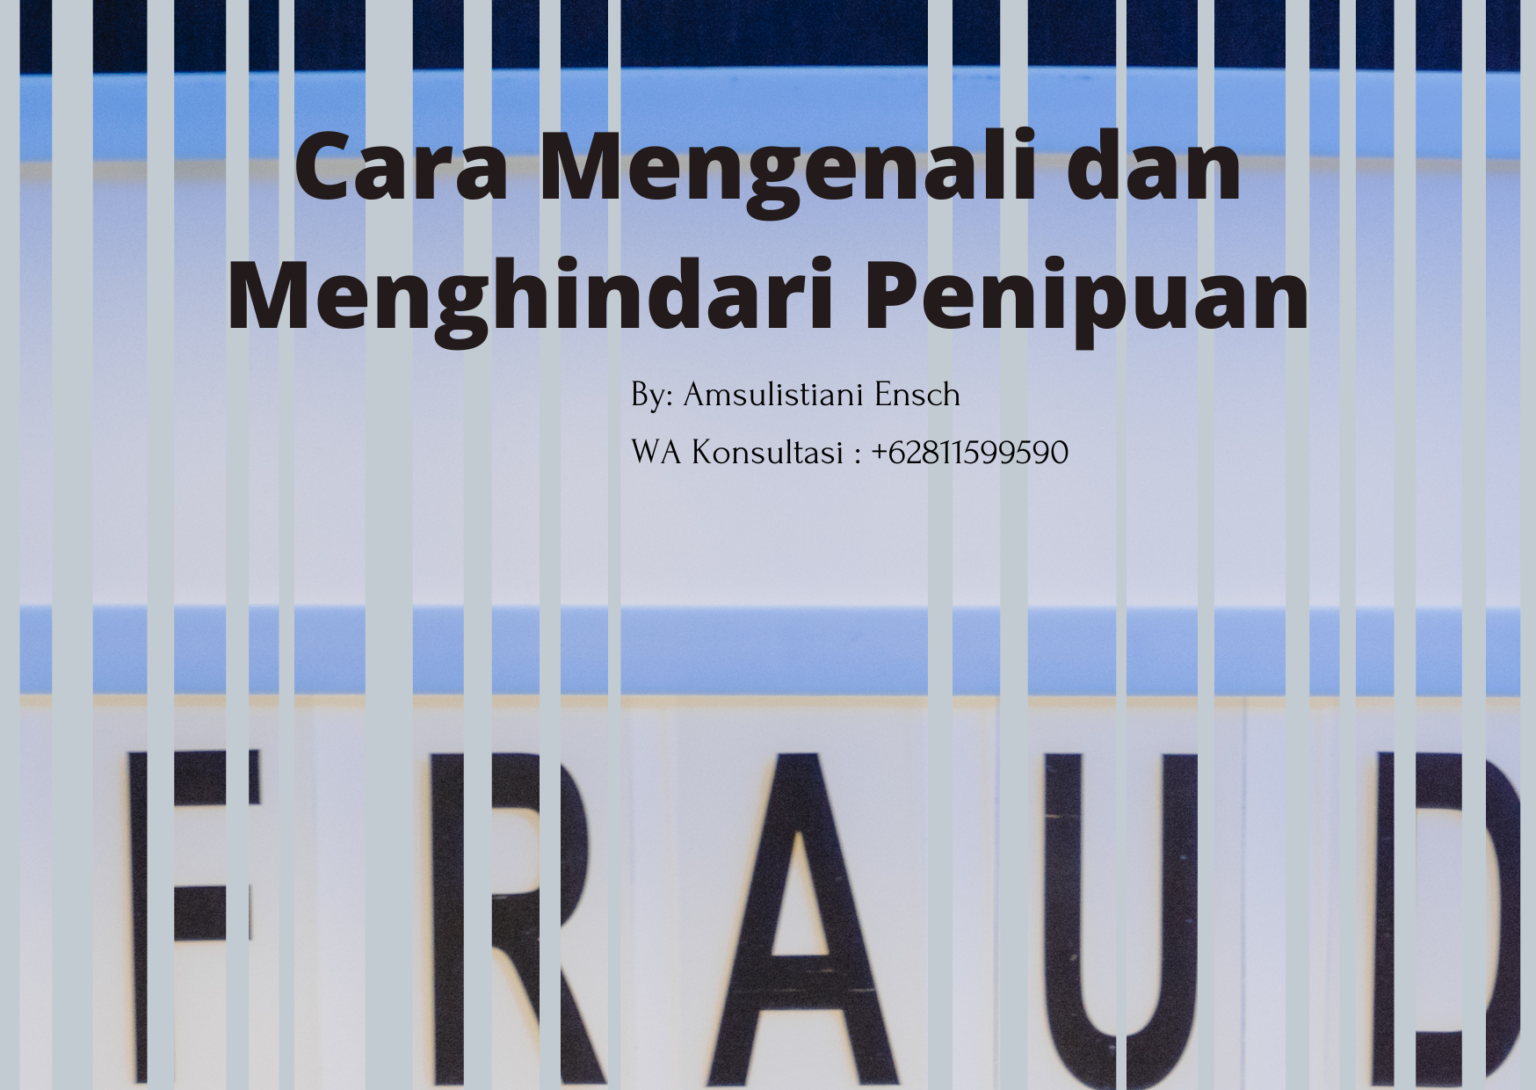 Cara Mengenali dan
Menghindari Penipuan
By: Amsulistiani Ensch
WA Konsultasi : +62811599590
FRAUD